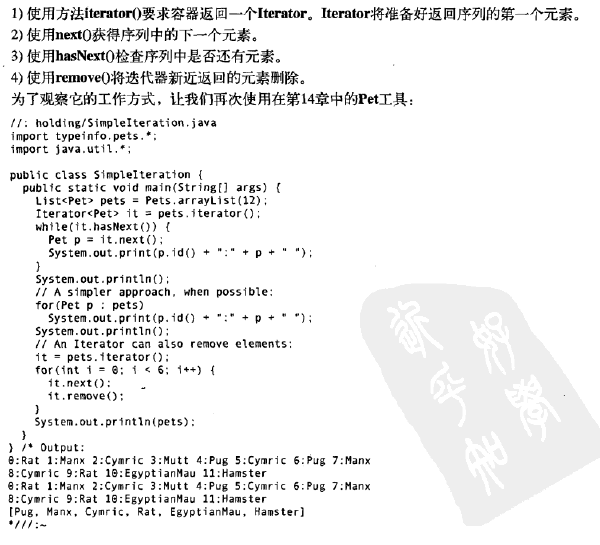 1) 使用方法iterator()要求容器返回一个Iterator。Iterator将准备好返回序列的第一个元素。
2) 使用next()获得序列中的下一个元素。
3) 使用hasNext()检查序列中是否还有元素。
4) 使用remove()将迭代器新近返回的元素删除。
为了观察它的工作方式，让我们再次使用在第14章中的Pet工具：
//: holding/SimpleIteration.java
import typeinfo.pets.*;
import java.util.*;
public class SimpleIteration {
public static void main(String[] args) {
List<Pet> pets = Pets.arrayList(12);
Iterator<Pet> it = pets.iterator();
while(it.hasNext()) {
Pet p = it.next();
System.out.print(p.id() + ":" + p + " ");
}
System.out.println();
// A simpler approach, when possible:
for(Pet p : pets)
System.out.print(p.id() + ":" + p + " ");
System.out.println();
// An Iterator can also remove elements:
it = pets.iterator();
for(int i = 0; i < 6; i++) {
it.next();
it.remove();
}
System.out.println(pets);
}
} /* Output:
0:Rat 1:Manx 2:Cymric 3:Mutt 4:Pug 5:Cymric 6:Pug 7:Manx
8:Cymric 9:Rat 10:EgyptianMau 11:Hamster
0:Rat 1:Manx 2:Cymric 3:Mutt 4:Pug 5:Cymric 6:Pug 7:Manx
8:Cymric 9:Rat 10:EgyptianMau 11:Hamster
[Pug, Manx, Cymric, Rat, EgyptianMau, Hamster]
*///:~